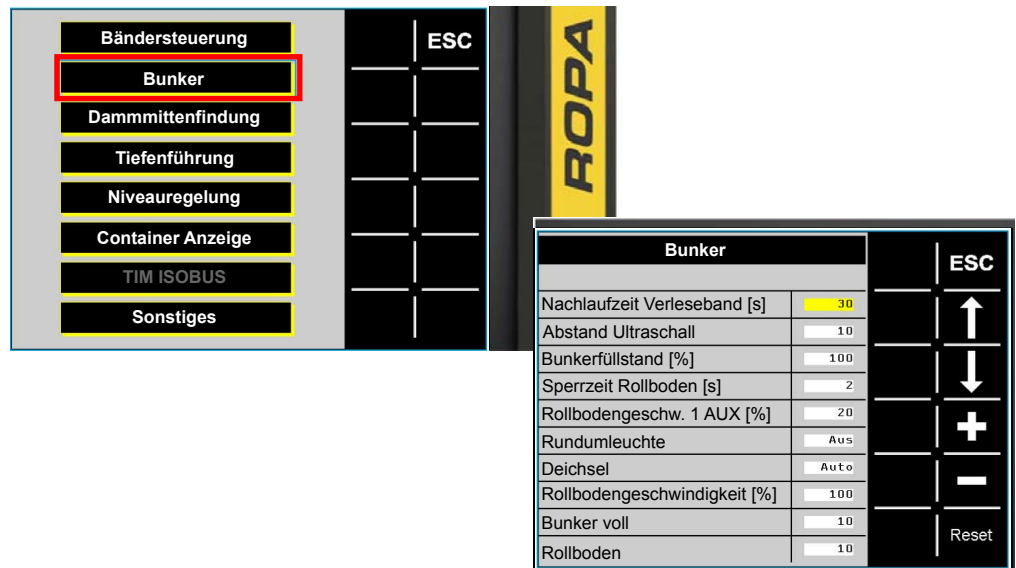 Bändersteuerung
ESC
Bunker
Dammmittenfindung
Tiefenführung
Niveauregelung
Container Anzeige
TIM ISOBUS
Sonstiges
ROPA
Bunker
ESC
Nachlaufzeit Verleseband [s] 30
Abstand Ultraschall 10
Bunkerfüllstand [%] 100
Sperrzeit Rollboden [s] 2
Rollbodengeschw. 1 AUX [%] 20
Rundumleuchte Aus
Deichsel Auto
Rollbodengeschwindigkeit [%] 100
Bunker voll 10
Reset
Rollboden 10